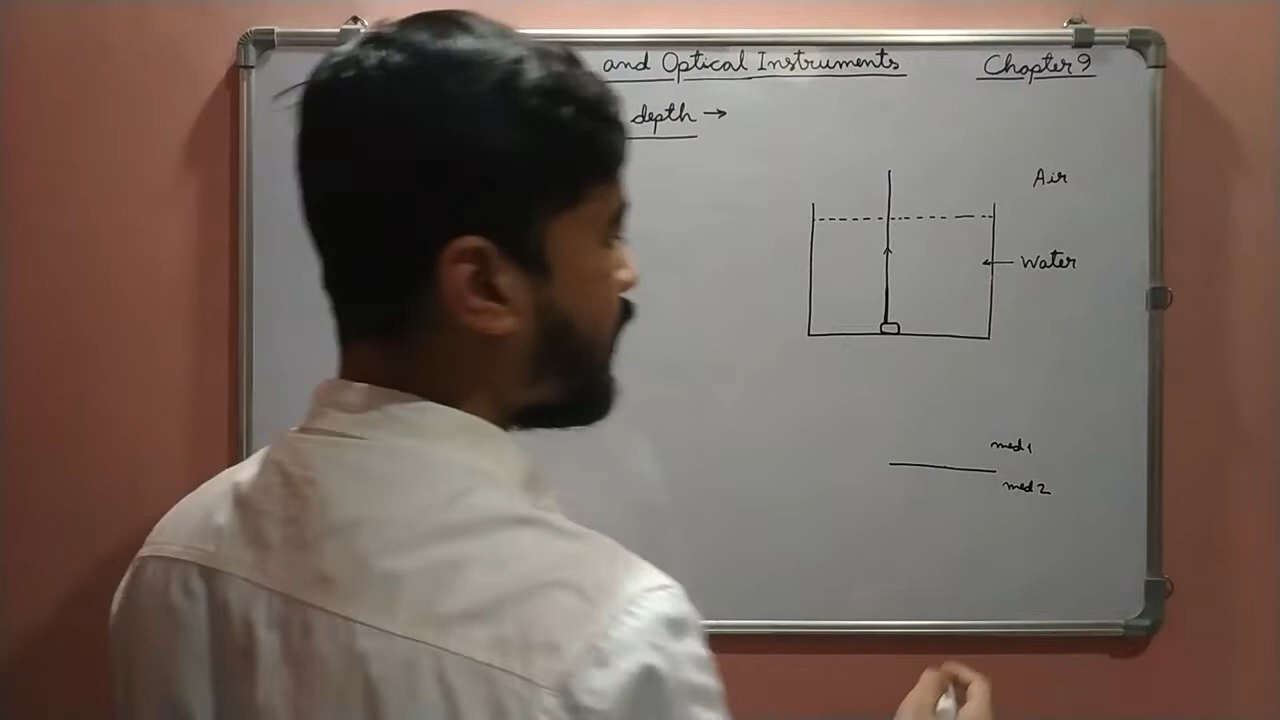 and Optical Instruments Chapter 9
depth →
Air
Water
med 1
med 2